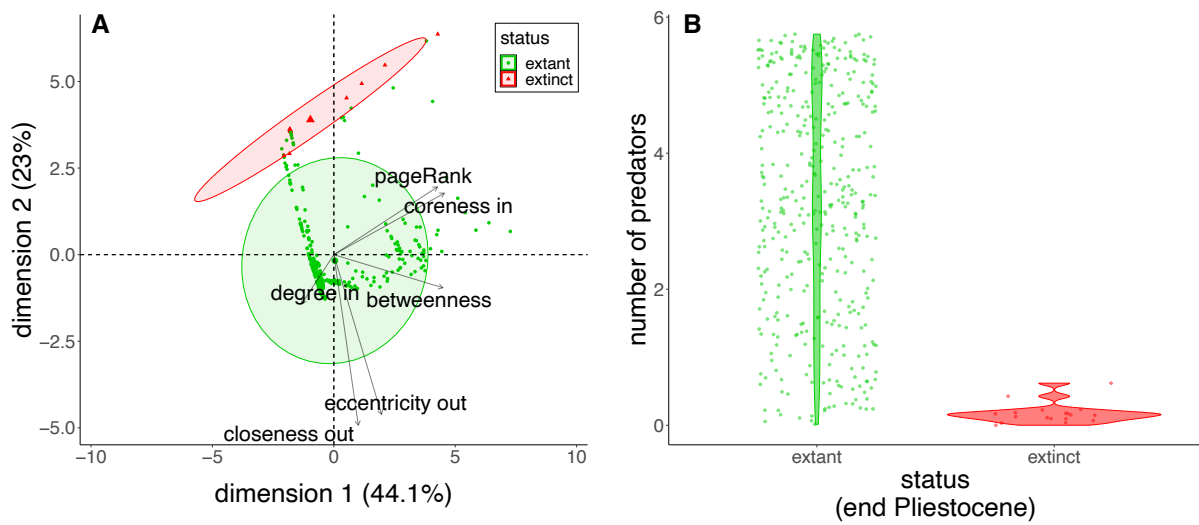 A
status
extant
extinct
5.0
2.5
0.0
−2.5
−5.0
dimension 2 (23%)
pageRank
coreness in
degree in
betweenness
eccentricity out
closeness out
−10
−5
0
5
10
dimension 1 (44.1%)
B
6
4
2
0
number of predators
extant
extinct
status
(end Pliestocene)